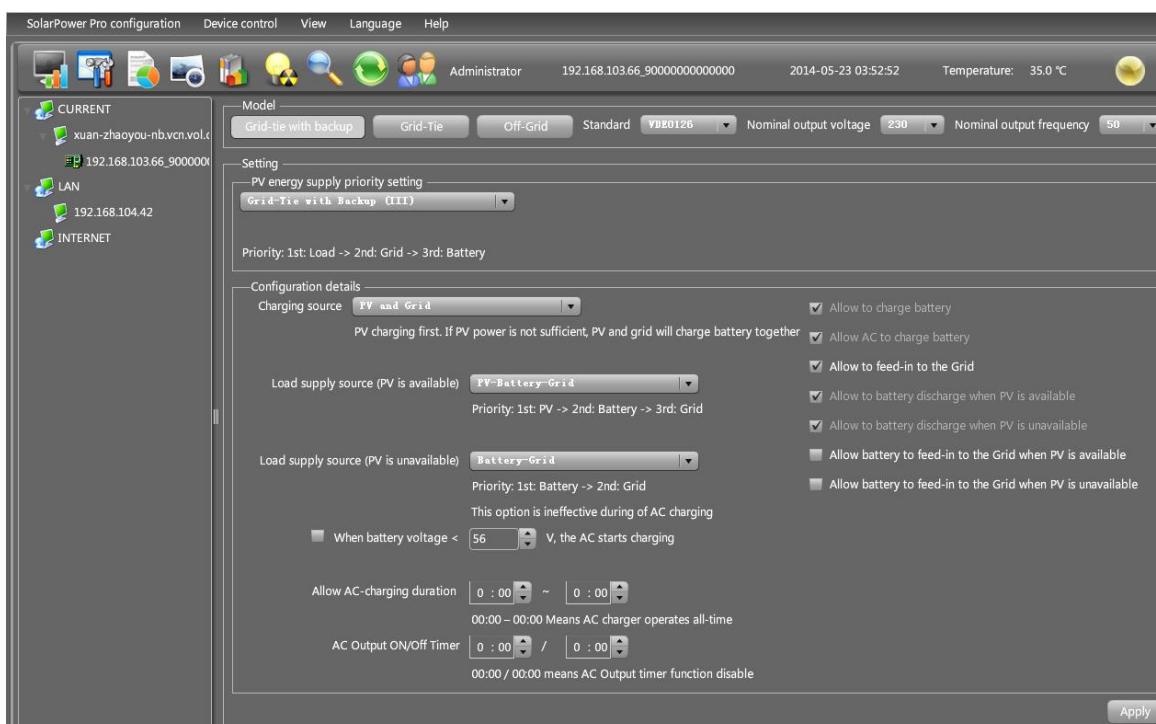 SolarPower Pro configuration Device control View Language Help
Administrator 192.168.103.66_90000000000000 2014-05-23 03:52:52 Temperature: 35.0 ℃
CURRENT
xuan-zhaoyou-nb.vcn.vol.c
192.168.103.66_900000
LAN
192.168.104.42
INTERNET
Model
Grid-tie with backup Grid-Tie Off-Grid Standard VDE0126 Nominal output voltage 230 Nominal output frequency 50
Setting
PV energy supply priority setting
Grid-Tie with Backup (III)
Priority: 1st: Load -> 2nd: Grid -> 3rd: Battery
Configuration details
Charging source PV and Grid
PV charging first. If PV power is not sufficient, PV and grid will charge battery together
Load supply source (PV is available) PV-Battery-Grid
Priority: 1st: PV -> 2nd: Battery -> 3rd: Grid
Load supply source (PV is unavailable) Battery-Grid
Priority: 1st: Battery -> 2nd: Grid
This option is ineffective during of AC charging
When battery voltage < 56 V, the AC starts charging
Allow AC-charging duration 0 : 00 ~ 0 : 00
00:00 – 00:00 Means AC charger operates all-time
AC Output ON/Off Timer 0 : 00 / 0 : 00
00:00 / 00:00 means AC Output timer function disable
Allow to charge battery
Allow AC to charge battery
Allow to feed-in to the Grid
Allow to battery discharge when PV is available
Allow to battery discharge when PV is unavailable
Allow battery to feed-in to the Grid when PV is available
Allow battery to feed-in to the Grid when PV is unavailable
Apply